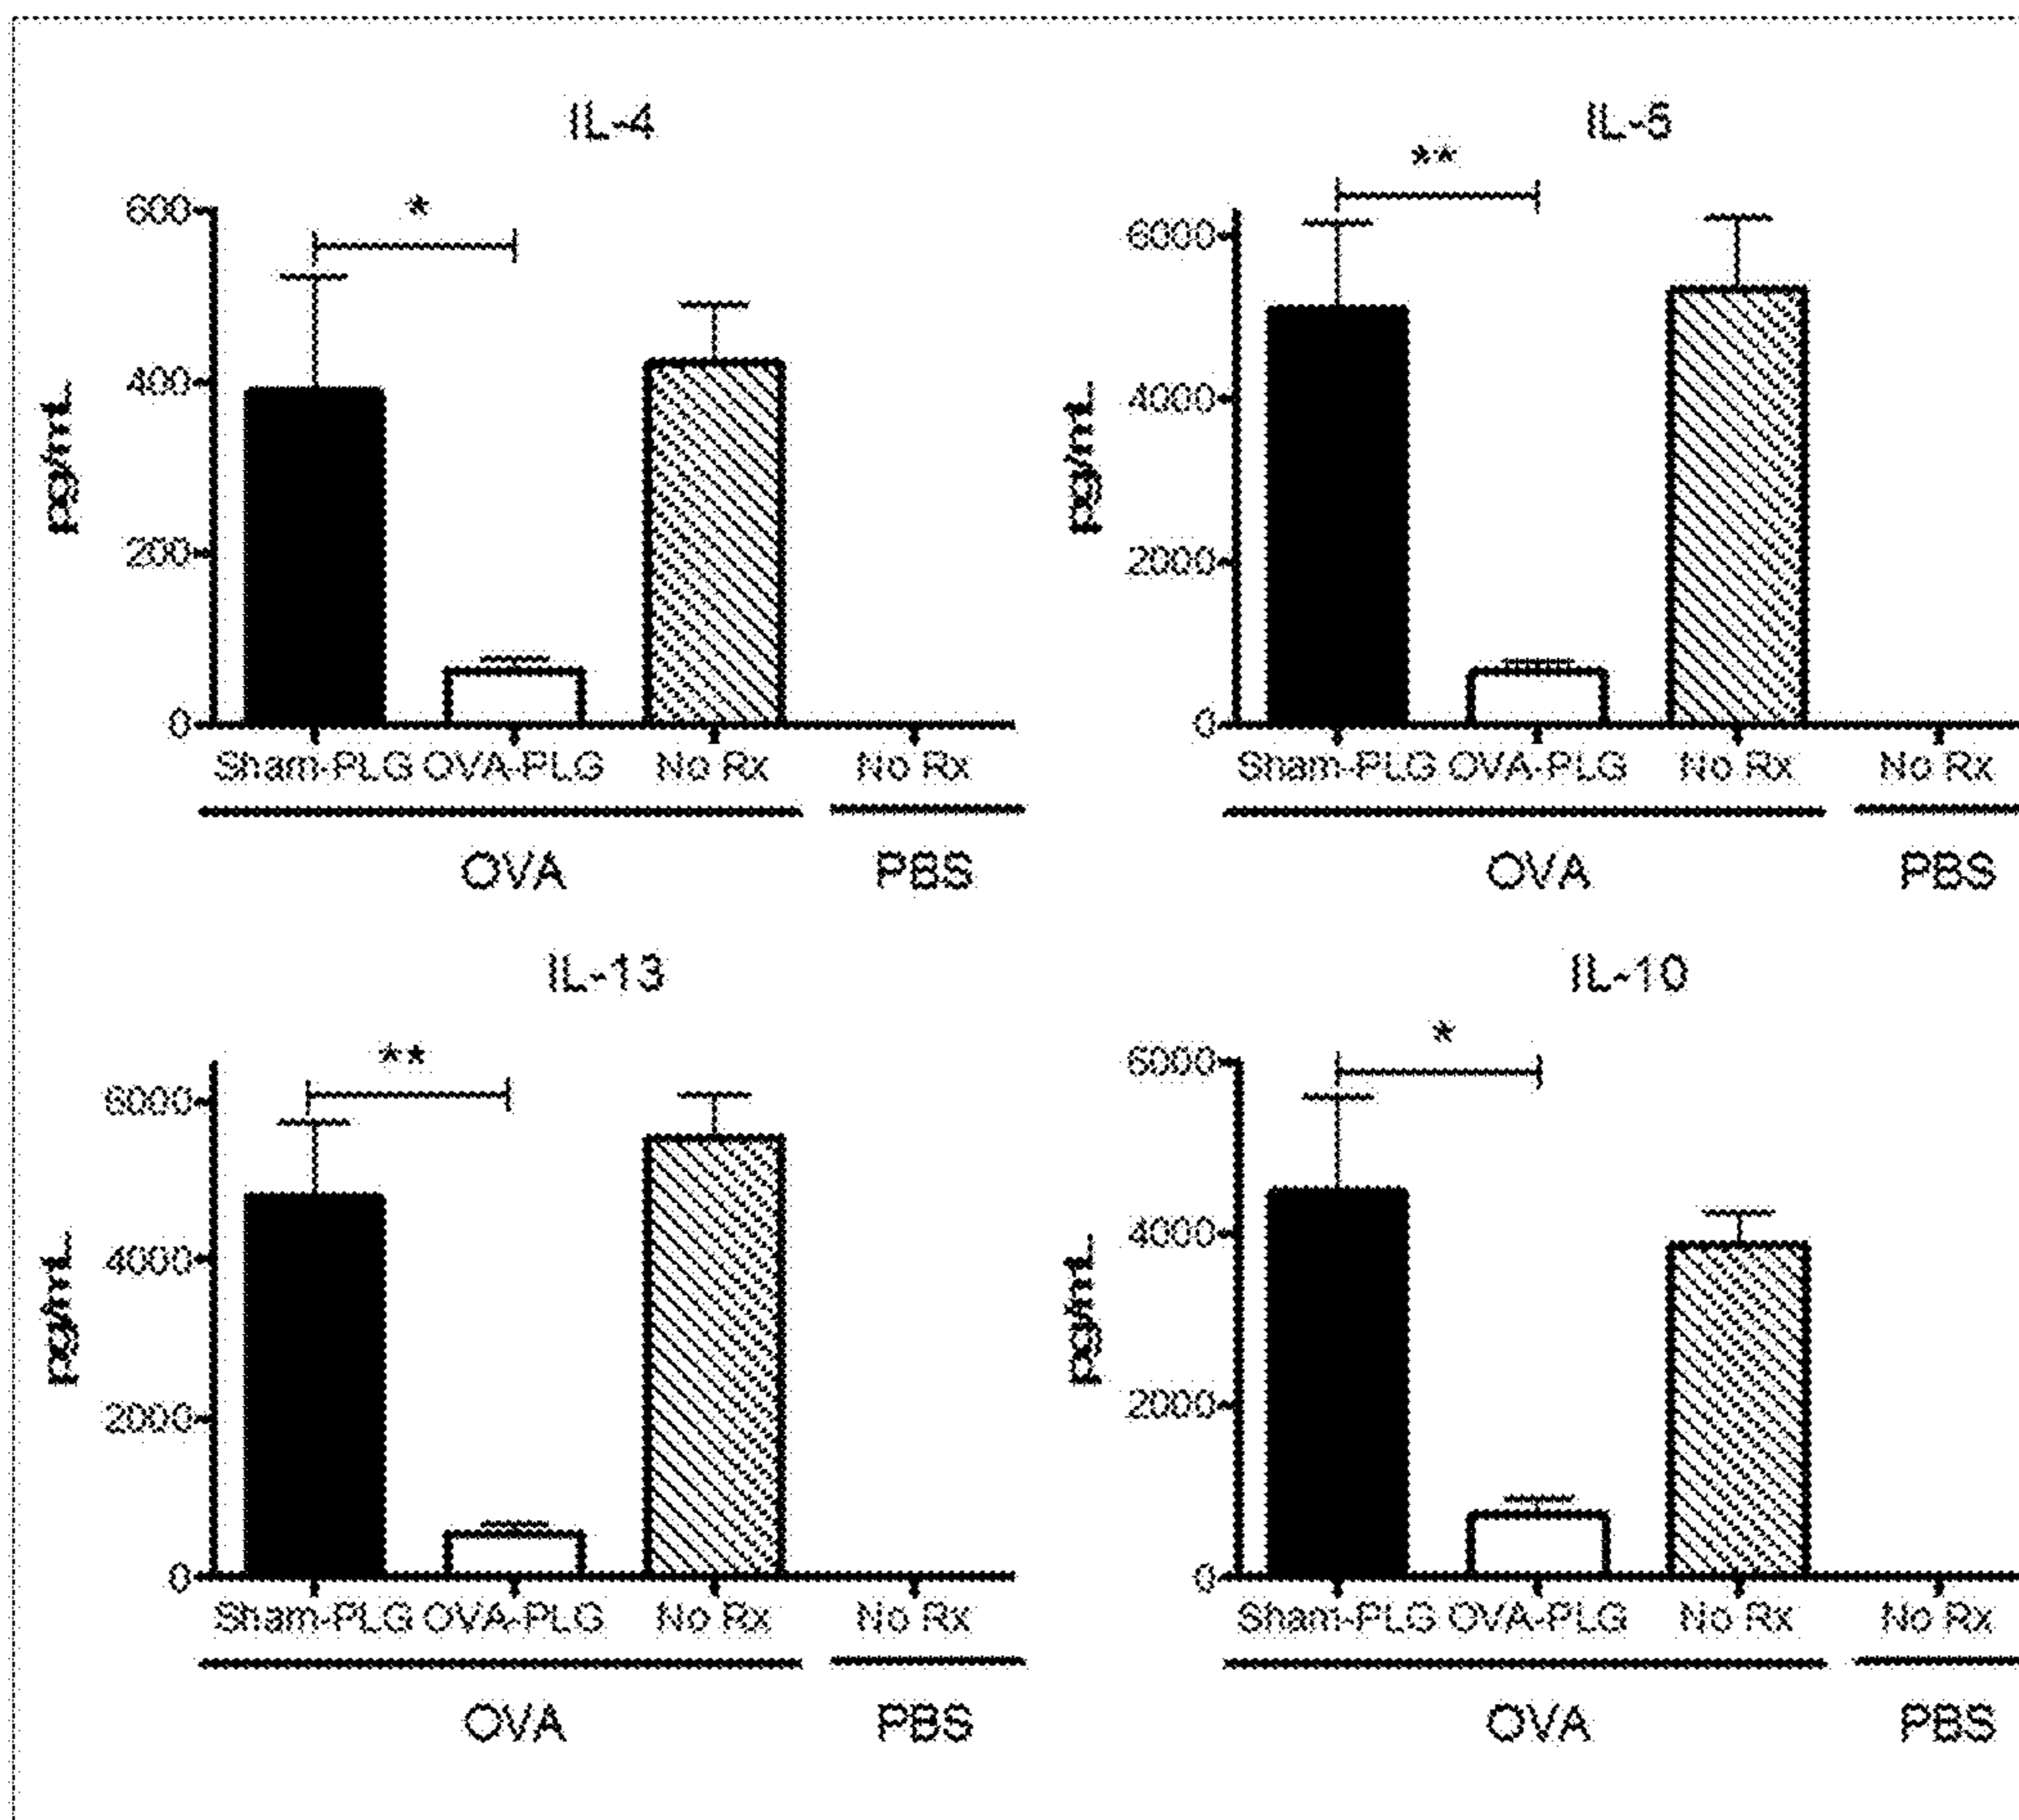 IL-4
*
600
400
200
0
pg/mL
Sham-PLG OVA-PLG No Rx No Rx
OVA PBS
IL-5
**
6000
4000
2000
0
pg/mL
Sham-PLG OVA-PLG No Rx No Rx
OVA PBS
IL-13
**
6000
4000
2000
0
pg/mL
Sham-PLG OVA-PLG No Rx No Rx
OVA PBS
IL-10
*
6000
4000
2000
0
pg/mL
Sham-PLG OVA-PLG No Rx No Rx
OVA PBS